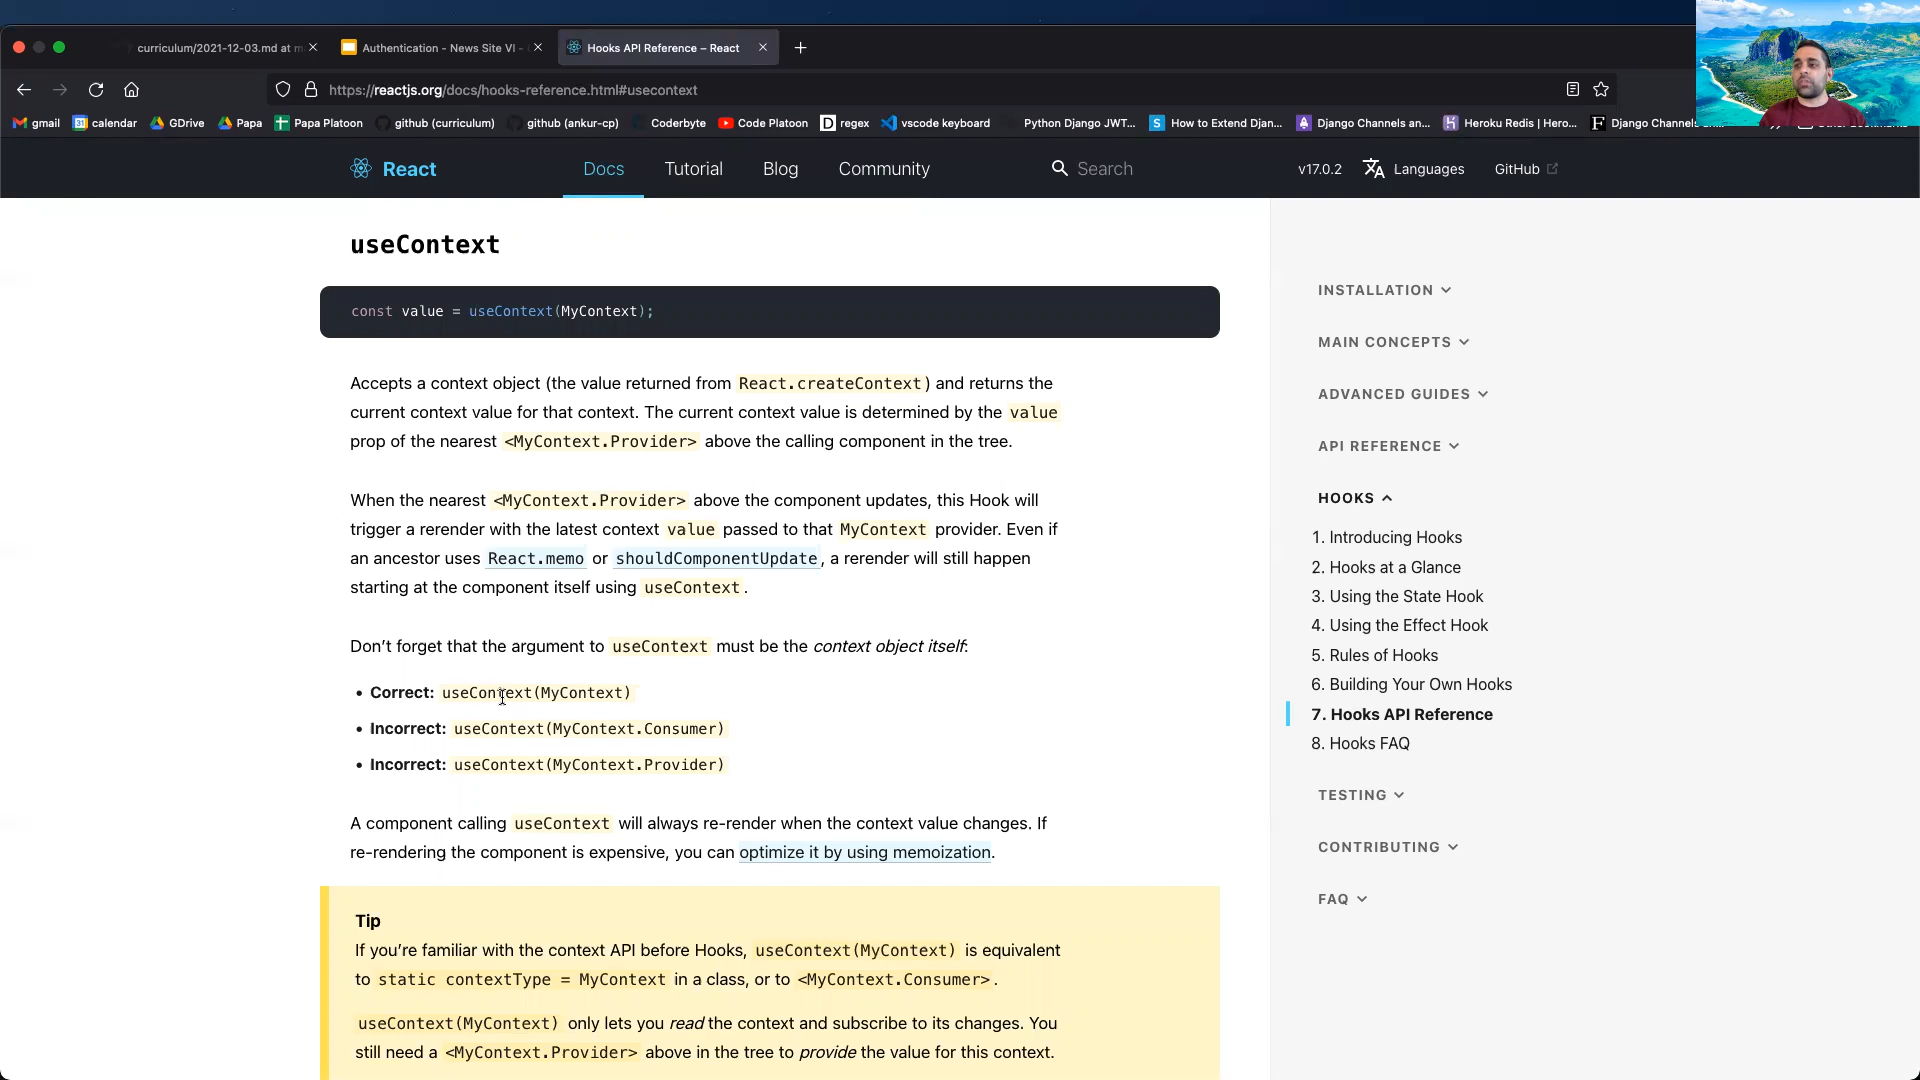 curriculum/2021-12-03.md at m
Authentication - News Site VI -
Hooks API Reference – React
https://reactjs.org/docs/hooks-reference.html#usecontext
gmail
calendar
GDrive
Papa
Papa Platoon
github (curriculum)
github (ankur-cp)
Coderbyte
Code Platoon
regex
vscode keyboard
Python Django JWT...
How to Extend Djan...
Django Channels an...
Heroku Redis | Hero...
React
Docs
Tutorial
Blog
Community
Search
v17.0.2
Languages
GitHub
useContext
const value = useContext(MyContext);
Accepts a context object (the value returned from React.createContext) and returns the
current context value for that context. The current context value is determined by the value
prop of the nearest <MyContext.Provider> above the calling component in the tree.
When the nearest <MyContext.Provider> above the component updates, this Hook will
trigger a rerender with the latest context value passed to that MyContext provider. Even if
an ancestor uses React.memo or shouldComponentUpdate, a rerender will still happen
starting at the component itself using useContext.
Don’t forget that the argument to useContext must be the context object itself:
• Correct: useContext(MyContext)
• Incorrect: useContext(MyContext.Consumer)
• Incorrect: useContext(MyContext.Provider)
A component calling useContext will always re-render when the context value changes. If
re-rendering the component is expensive, you can optimize it by using memoization.
Tip
If you’re familiar with the context API before Hooks, useContext(MyContext) is equivalent
to static contextType = MyContext in a class, or to <MyContext.Consumer>.
useContext(MyContext) only lets you read the context and subscribe to its changes. You
still need a <MyContext.Provider> above in the tree to provide the value for this context.
INSTALLATION
MAIN CONCEPTS
ADVANCED GUIDES
API REFERENCE
HOOKS
1. Introducing Hooks
2. Hooks at a Glance
3. Using the State Hook
4. Using the Effect Hook
5. Rules of Hooks
6. Building Your Own Hooks
7. Hooks API Reference
8. Hooks FAQ
TESTING
CONTRIBUTING
FAQ